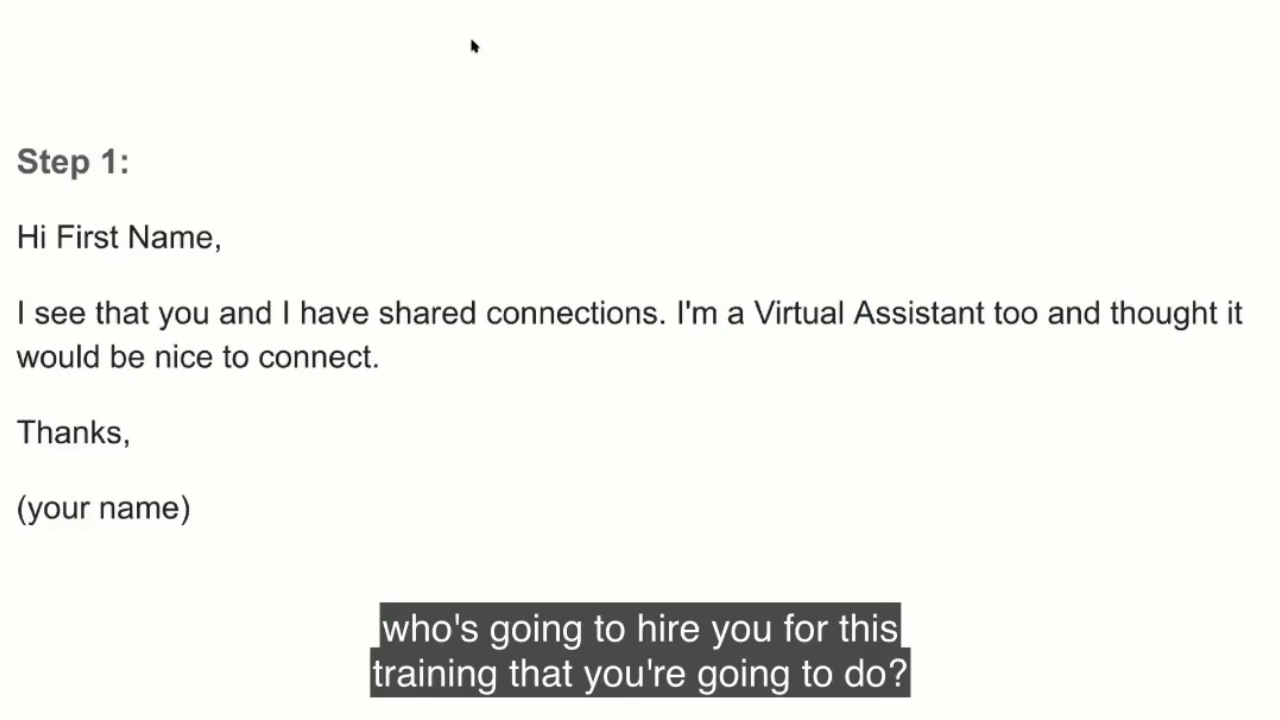 Step 1:
Hi First Name,
I see that you and I have shared connections. I'm a Virtual Assistant too and thought it
would be nice to connect.
Thanks,
(your name)
who's going to hire you for this
training that you're going to do?